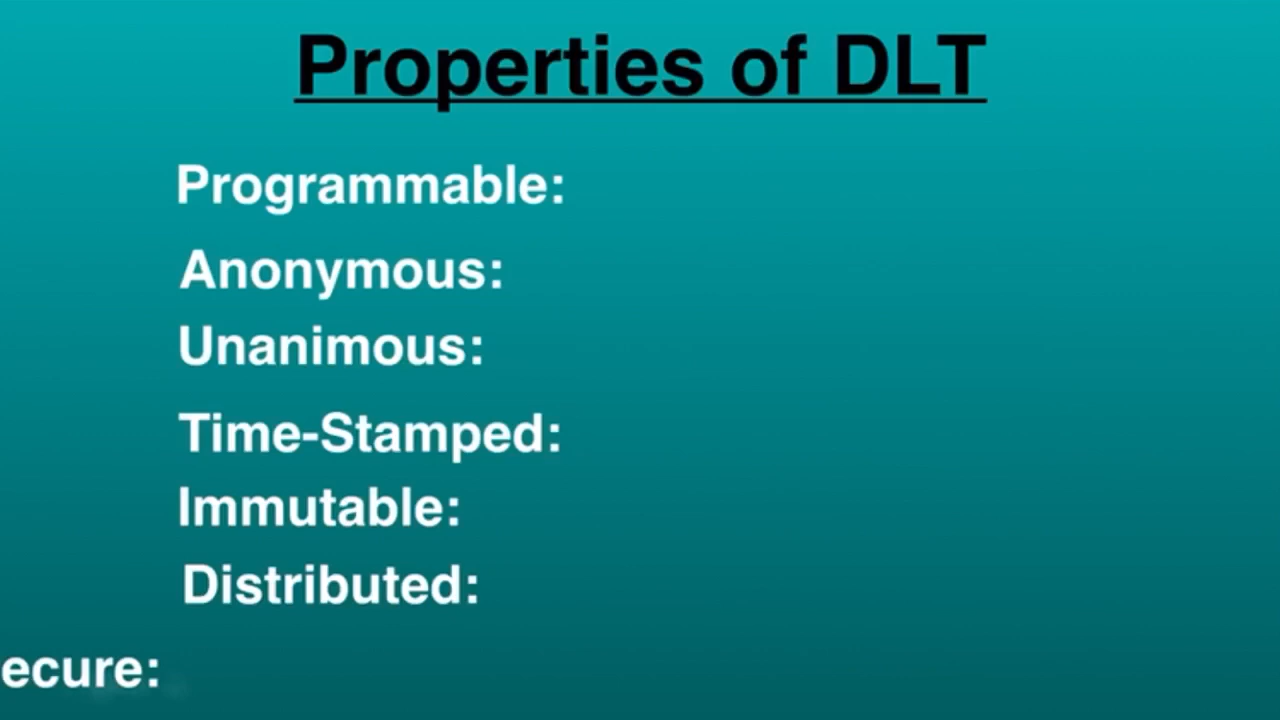 Properties of DLT
Programmable:
Anonymous:
Unanimous:
Time-Stamped:
Immutable:
Distributed:
ecure: